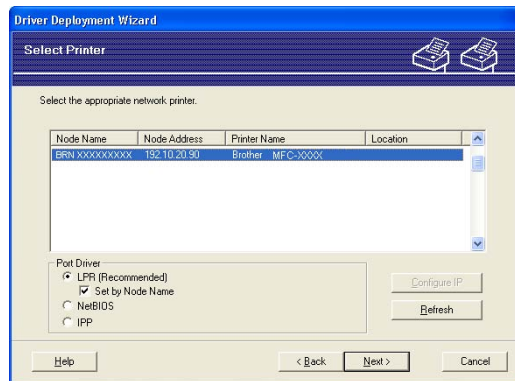 Driver Deployment Wizard
Select Printer
Select the appropriate network printer.
Node Name Node Address Printer Name Location
BRN XXXXXXXXX 192.10.20.90 Brother MFC-XXXX
Port Driver
LPR (Recommended)
Set by Node Name
NetBIOS
IPP
Configure IP
Refresh
Help < Back Next > Cancel